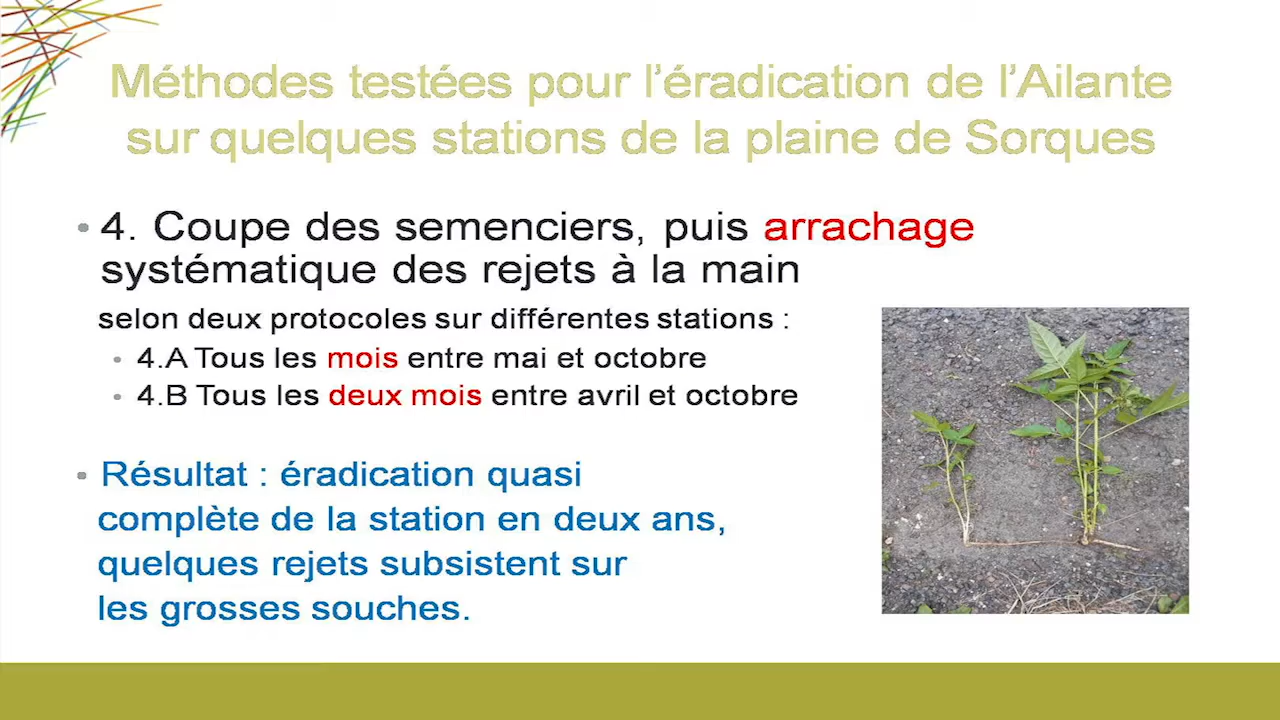 Méthodes testées pour l’éradication de l’Ailante
sur quelques stations de la plaine de Sorques
• 4. Coupe des semenciers, puis arrachage
systématique des rejets à la main
selon deux protocoles sur différentes stations :
• 4.A Tous les mois entre mai et octobre
• 4.B Tous les deux mois entre avril et octobre
• Résultat : éradication quasi
complète de la station en deux ans,
quelques rejets subsistent sur
les grosses souches.